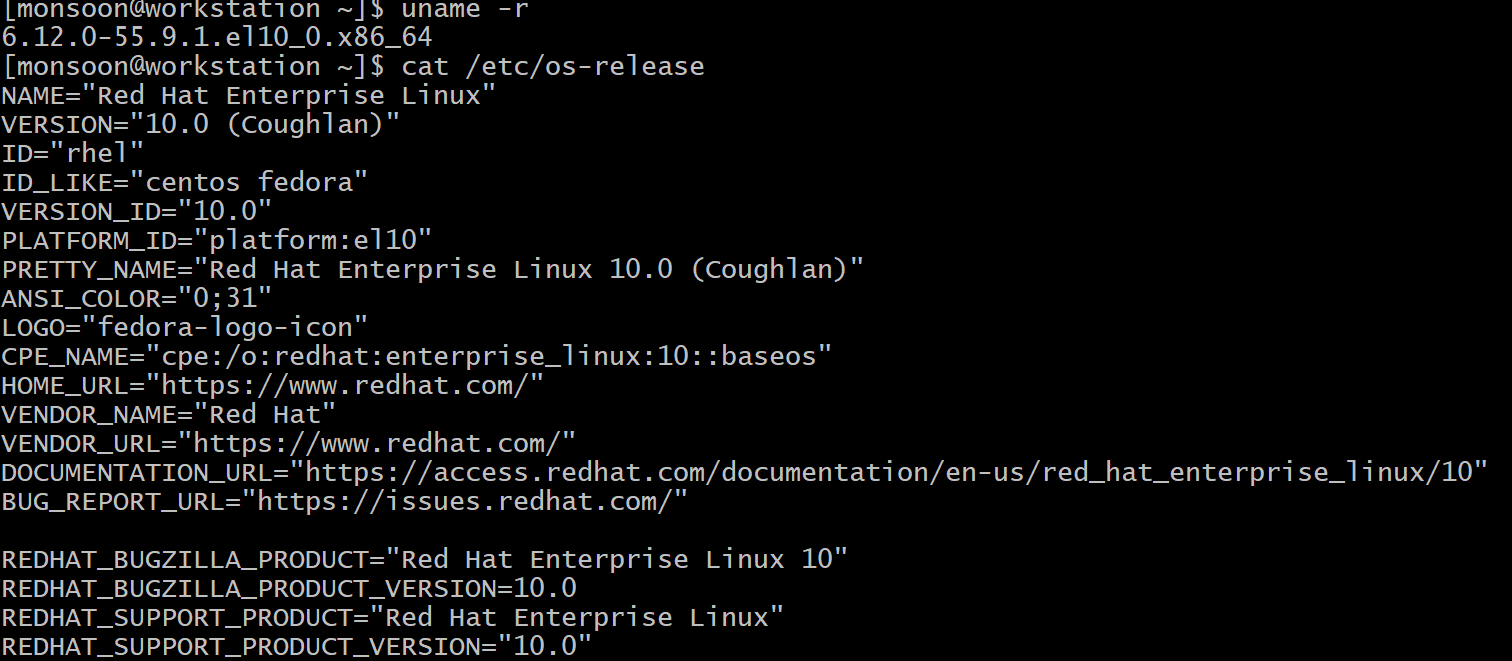 [monsoon@workstation ~]$ uname -r
6.12.0-55.9.1.el10_0.x86_64
[monsoon@workstation ~]$ cat /etc/os-release
NAME="Red Hat Enterprise Linux"
VERSION="10.0 (Coughlan)"
ID="rhel"
ID_LIKE="centos fedora"
VERSION_ID="10.0"
PLATFORM_ID="platform:el10"
PRETTY_NAME="Red Hat Enterprise Linux 10.0 (Coughlan)"
ANSI_COLOR="0;31"
LOGO="fedora-logo-icon"
CPE_NAME="cpe:/o:redhat:enterprise_linux:10::baseos"
HOME_URL="https://www.redhat.com/"
VENDOR_NAME="Red Hat"
VENDOR_URL="https://www.redhat.com/"
DOCUMENTATION_URL="https://access.redhat.com/documentation/en-us/red_hat_enterprise_linux/10"
BUG_REPORT_URL="https://issues.redhat.com/"

REDHAT_BUGZILLA_PRODUCT="Red Hat Enterprise Linux 10"
REDHAT_BUGZILLA_PRODUCT_VERSION=10.0
REDHAT_SUPPORT_PRODUCT="Red Hat Enterprise Linux"
REDHAT_SUPPORT_PRODUCT_VERSION="10.0"